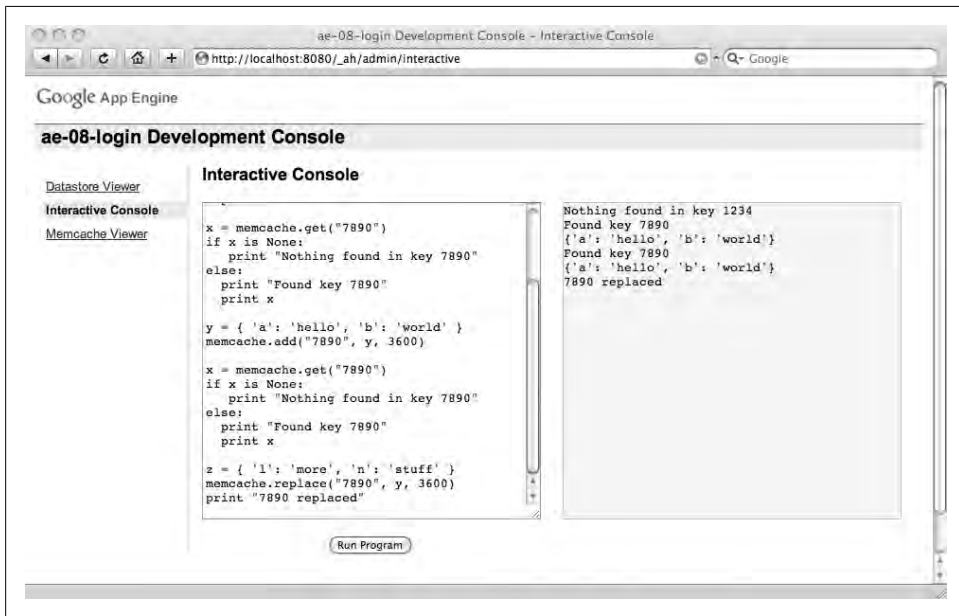 ae-08-login Development Console - Interactive Console
http://localhost:8080/_ah/admin/interactive
Google
Google App Engine
ae-08-login Development Console
Datastore Viewer
Interactive Console
Memcache Viewer
Interactive Console
x = memcache.get("7890")
if x is None:
   print "Nothing found in key 7890"
else:
  print "Found key 7890"
  print x
y = { 'a': 'hello', 'b': 'world' }
memcache.add("7890", y, 3600)
x = memcache.get("7890")
if x is None:
   print "Nothing found in key 7890"
else:
  print "Found key 7890"
  print x
z = { 'l': 'more', 'n': 'stuff' }
memcache.replace("7890", y, 3600)
print "7890 replaced"
Nothing found in key 1234
Found key 7890
{'a': 'hello', 'b': 'world'}
Found key 7890
{'a': 'hello', 'b': 'world'}
7890 replaced
Run Program